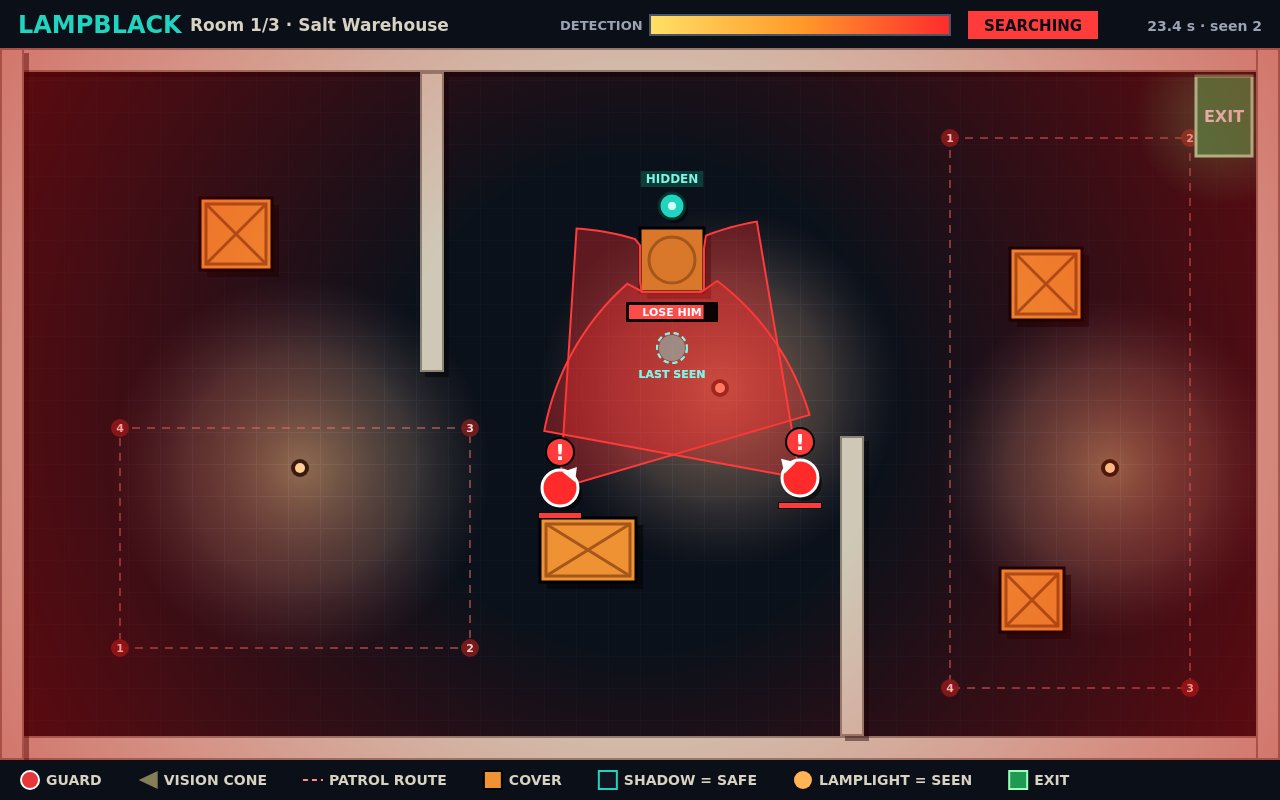 LAMPBLACK Room 1/3 · Salt Warehouse DETECTION SEARCHING 23.4 s · seen 2
EXIT
1 2
HIDDEN
LOSE HIM
LAST SEEN
4 3
! !
1 2
4 3
GUARD VISION CONE PATROL ROUTE COVER SHADOW = SAFE LAMPLIGHT = SEEN EXIT